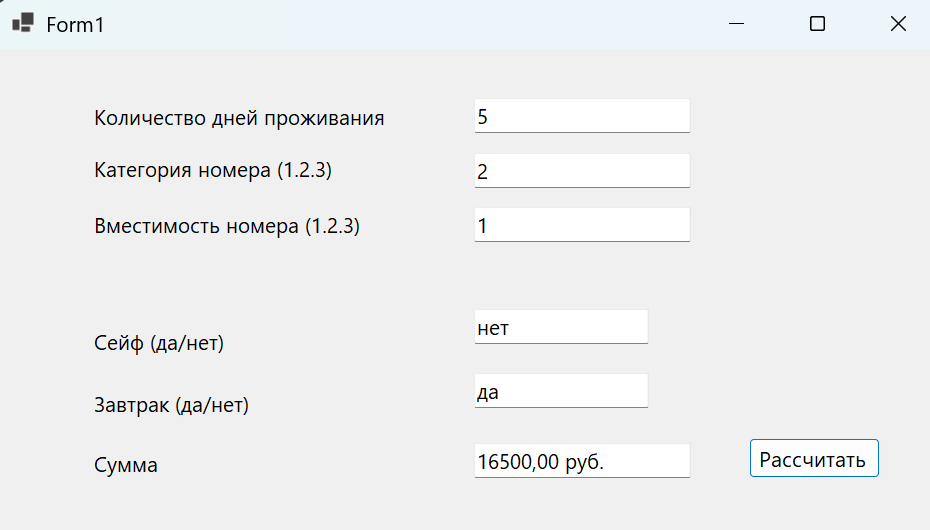 Form1
Количество дней проживания 5
Категория номера (1.2.3) 2
Вместимость номера (1.2.3) 1
Сейф (да/нет) нет
Завтрак (да/нет) да
Сумма 16500,00 руб. Рассчитать